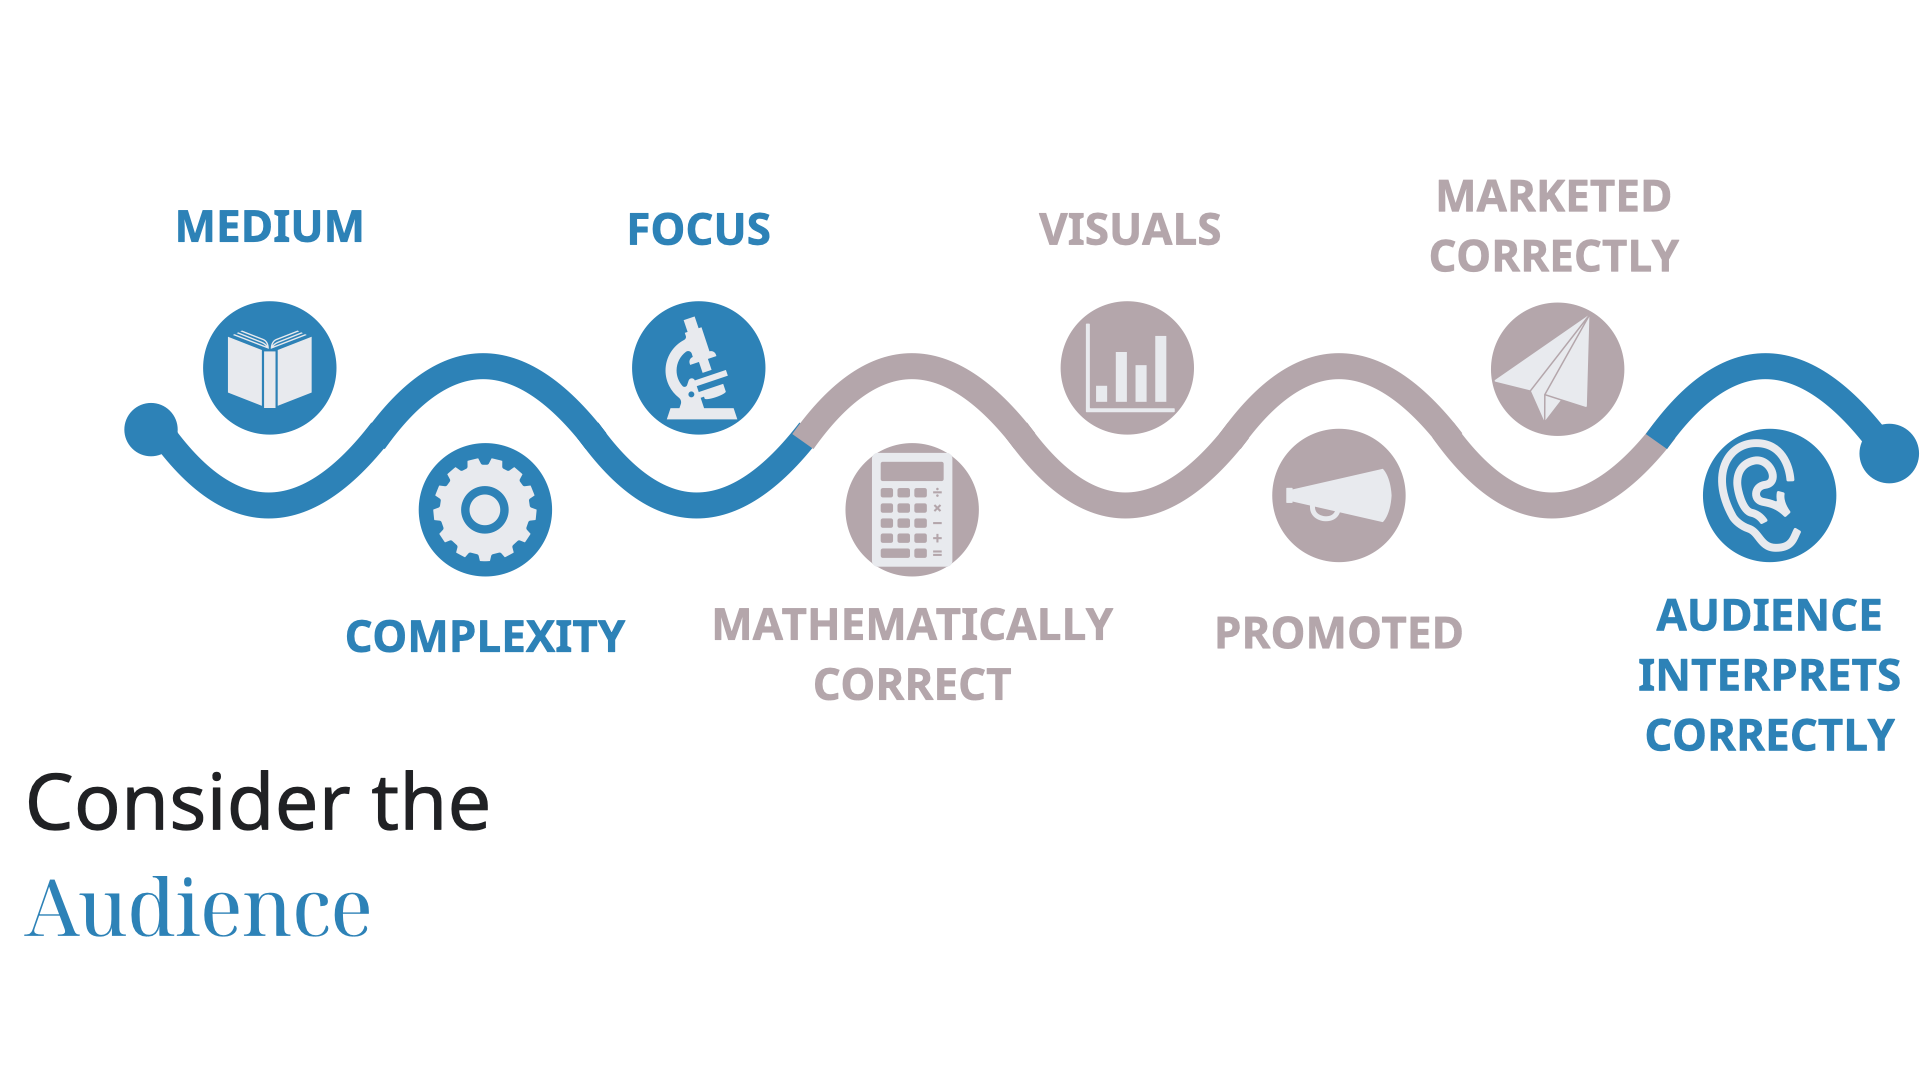 MEDIUM
COMPLEXITY
FOCUS
MATHEMATICALLY
CORRECT
VISUALS
PROMOTED
MARKETED
CORRECTLY
AUDIENCE
INTERPRETS
CORRECTLY
Consider the
Audience